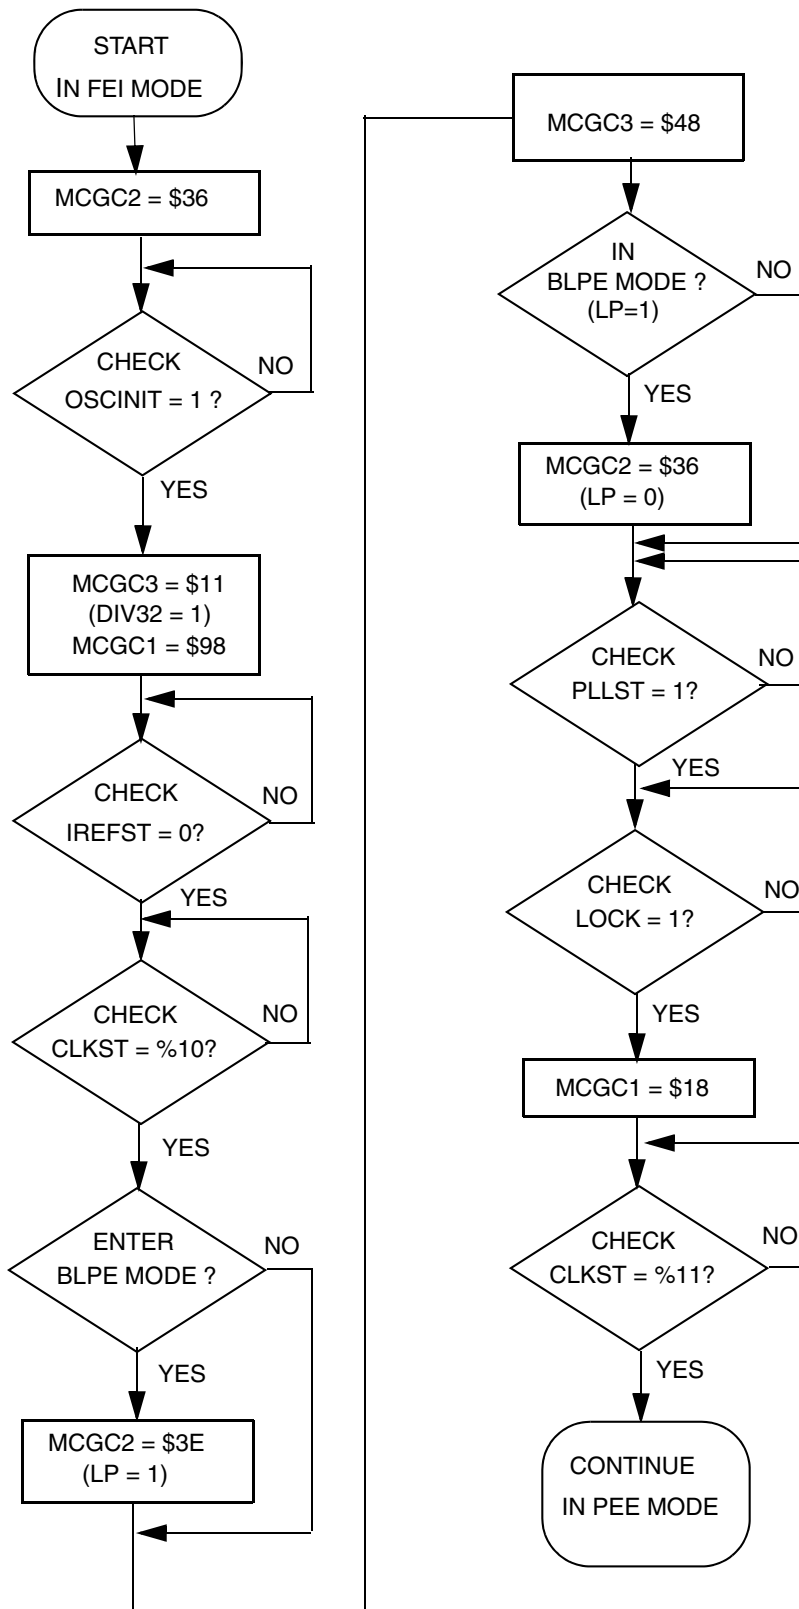 START
IN FEI MODE
MCGC2 = $36
CHECK
OSCINIT = 1 ?
NO
YES
MCGC3 = $11
(DIV32 = 1)
MCGC1 = $98
CHECK
IREFST = 0?
NO
YES
CHECK
CLKST = %10?
NO
YES
ENTER
BLPE MODE ?
NO
YES
MCGC2 = $3E
(LP = 1)
MCGC3 = $48
IN
BLPE MODE ?
(LP=1)
NO
YES
MCGC2 = $36
(LP = 0)
CHECK
PLLST = 1?
NO
YES
CHECK
LOCK = 1?
NO
YES
MCGC1 = $18
CHECK
CLKST = %11?
NO
YES
CONTINUE
IN PEE MODE